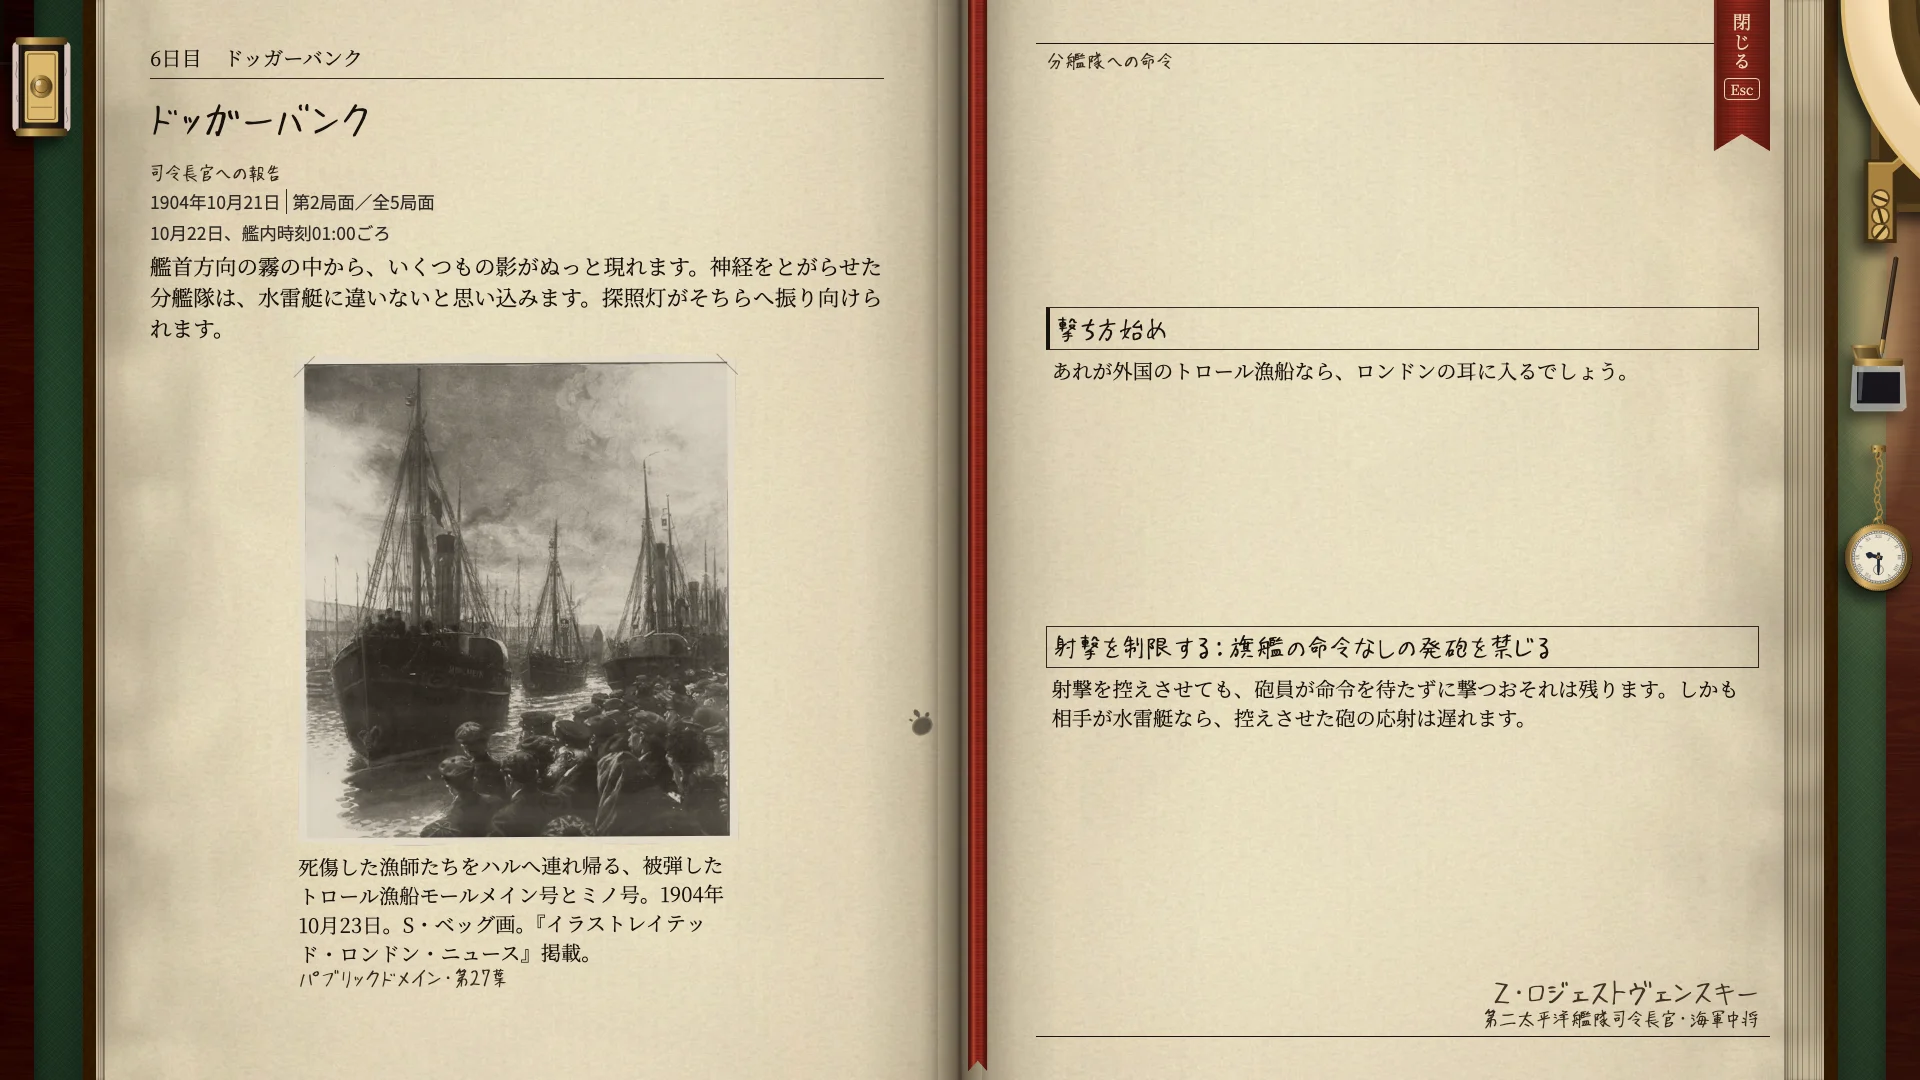 6日目　ドッガーバンク
ドッガーバンク
司令長官への報告
1904年10月21日│第2局面／全5局面
10月22日、艦内時刻01:00ごろ
艦首方向の霧の中から、いくつもの影がぬっと現れます。神経をとがらせた
分艦隊は、水雷艇に違いないと思い込みます。探照灯がそちらへ振り向けら
れます。
死傷した漁師たちをハルへ連れ帰る、被弾した
トロール漁船モールメイン号とミノ号。1904年
10月23日。S・ベッグ画。『イラストレイテッ
ド・ロンドン・ニュース』掲載。
パブリックドメイン・第27葉
分艦隊への命令
撃ち方始め
あれが外国のトロール漁船なら、ロンドンの耳に入るでしょう。
射撃を制限する：旗艦の命令なしの発砲を禁じる
射撃を控えさせても、砲員が命令を待たずに撃つおそれは残ります。しかも
相手が水雷艇なら、控えさせた砲の応射は遅れます。
Z・ロジェストヴェンスキー
第二太平洋艦隊司令長官・海軍中将
閉じる
Esc